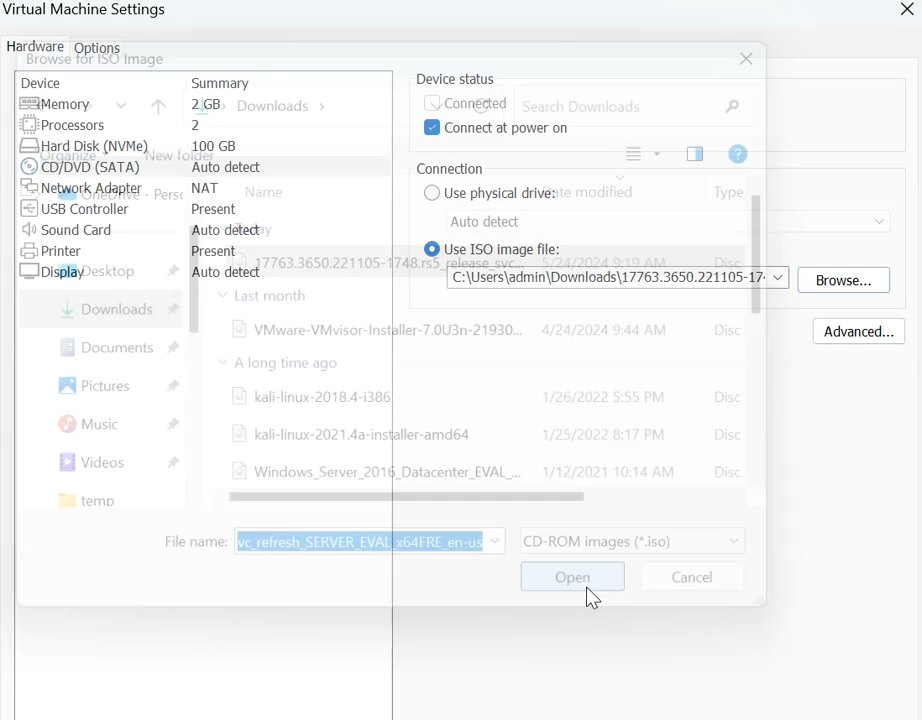 Virtual Machine Settings
Hardware Options
Browse for ISO Image
Device Summary
Memory 2 GB
Processors 2
Hard Disk (NVMe) 100 GB
CD/DVD (SATA) Auto detect
Network Adapter NAT
USB Controller Present
Sound Card Auto detect
Printer Present
Display Auto detect
Device status
Connected
Connect at power on
Connection
Use physical drive:
Auto detect
Use ISO image file:
C:\Users\admin\Downloads\17763.3650.221105-174
Browse...
Advanced...
Downloads
Search Downloads
Organize New folder
OneDrive - Perso
Desktop
Downloads
Documents
Pictures
Music
Videos
temp
Name Date modified Type
Today
17763.3650.221105-1748.rs5_release_svc... 5/24/2024 9:19 AM Disc
Last month
VMware-VMvisor-Installer-7.0U3n-21930... 4/24/2024 9:44 AM Disc
A long time ago
kali-linux-2018.4-i386 1/26/2022 5:55 PM Disc
kali-linux-2021.4a-installer-amd64 1/25/2022 8:17 PM Disc
Windows_Server_2016_Datacenter_EVAL_... 1/12/2021 10:14 AM Disc
File name: vc_refresh_SERVER_EVAL_x64FRE_en-us CD-ROM images (*.iso)
Open Cancel